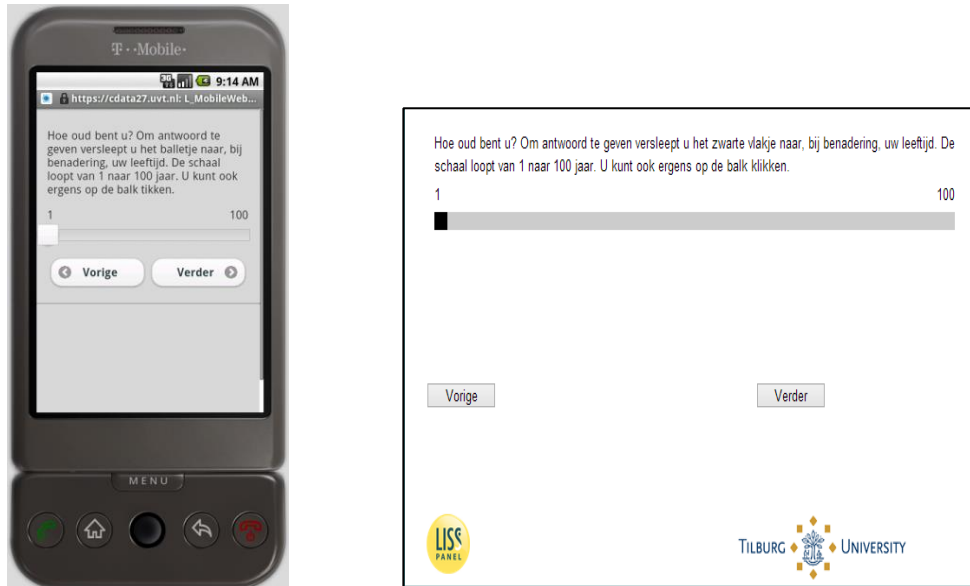 T··Mobile·
3G
9:14 AM
https://cdata27.uvt.nl: L_MobileWeb...
Hoe oud bent u? Om antwoord te
geven versleept u het balletje naar, bij
benadering, uw leeftijd. De schaal
loopt van 1 naar 100 jaar. U kunt ook
ergens op de balk tikken.
1 100
Vorige Verder
MENU
Hoe oud bent u? Om antwoord te geven versleept u het zwarte vlakje naar, bij benadering, uw leeftijd. De
schaal loopt van 1 naar 100 jaar. U kunt ook ergens op de balk klikken.
1 100
Vorige Verder
LISS
PANEL
TILBURG UNIVERSITY